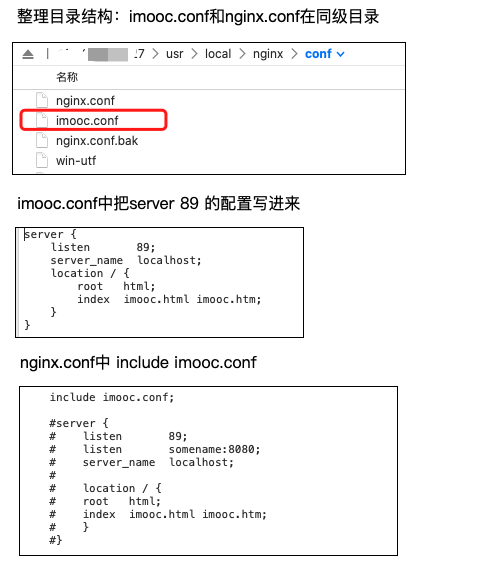 整理目录结构：imooc.conf和nginx.conf在同级目录
7 > usr > local > nginx > conf
名称
nginx.conf
imooc.conf
nginx.conf.bak
win-utf
imooc.conf中把server 89 的配置写进来
server {
    listen       89;
    server_name  localhost;
    location / {
        root   html;
        index  imooc.html imooc.htm;
    }
}
nginx.conf中 include imooc.conf
include imooc.conf;
#server {
#    listen       89;
#    listen       somename:8080;
#    server_name  localhost;
#
#    location / {
#    root   html;
#    index  imooc.html imooc.htm;
#    }
#}